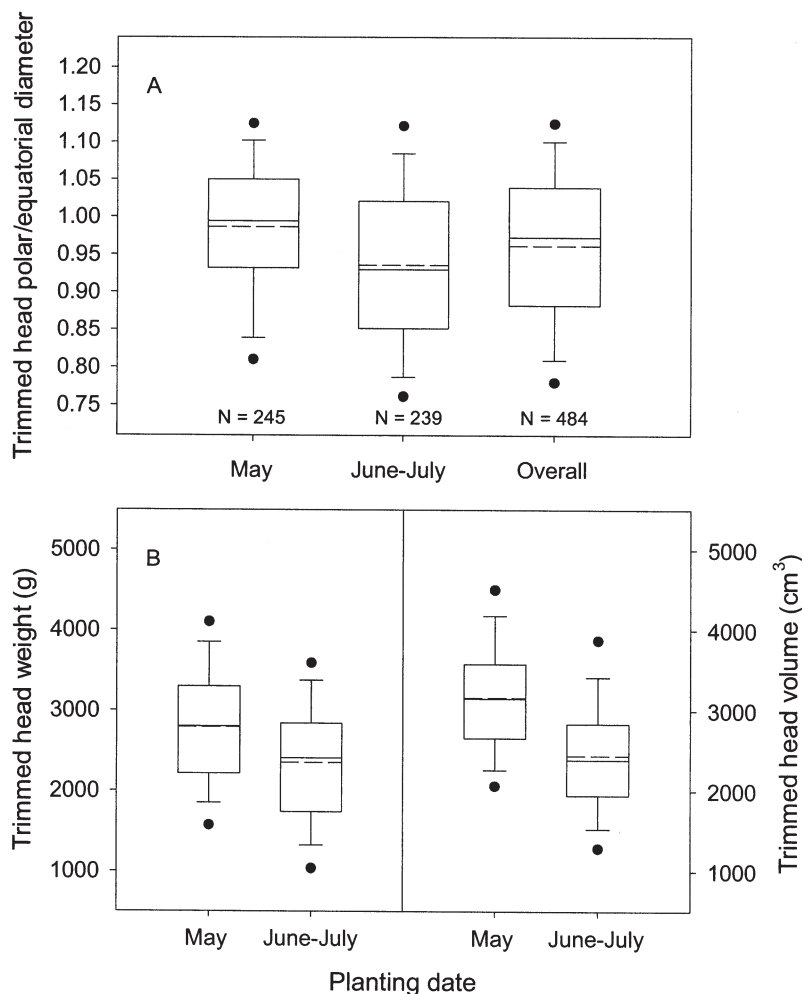 Trimmed head polar/equatorial diameter
A
1.20
1.15
1.10
1.05
1.00
0.95
0.90
0.85
0.80
0.75
N = 245
N = 239
N = 484
May
June-July
Overall
Trimmed head weight (g)
B
5000
4000
3000
2000
1000
5000
4000
3000
2000
1000
Trimmed head volume (cm³)
May
June-July
May
June-July
Planting date